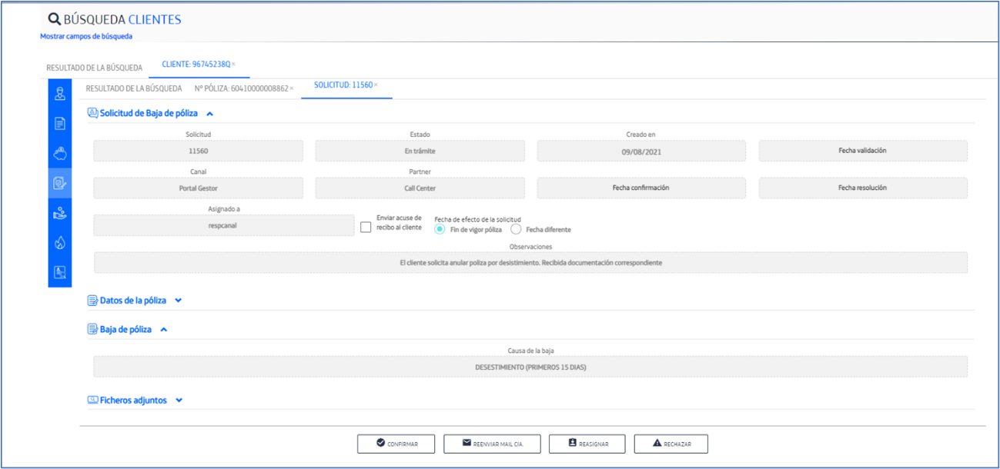 BÚSQUEDA CLIENTES
Mostrar campos de búsqueda
RESULTADO DE LA BÚSQUEDA CLIENTE: 96745238Q ×
RESULTADO DE LA BÚSQUEDA Nº PÓLIZA: 60410000008862 × SOLICITUD: 11560 ×
Solicitud de Baja de póliza
Solicitud Estado Creado en
11560 En trámite 09/08/2021 Fecha validación
Canal Partner
Portal Gestor Call Center Fecha confirmación Fecha resolución
Asignado a
respcanal
Enviar acuse de
recibo al cliente
Fecha de efecto de la solicitud
Fin de vigor póliza Fecha diferente
Observaciones
El cliente solicita anular poliza por desistimiento. Recibida documentación correspondiente
Datos de la póliza
Baja de póliza
Causa de la baja
DESESTIMIENTO (PRIMEROS 15 DIAS)
Ficheros adjuntos
CONFIRMAR REENVIAR MAIL CIA. REASIGNAR RECHAZAR